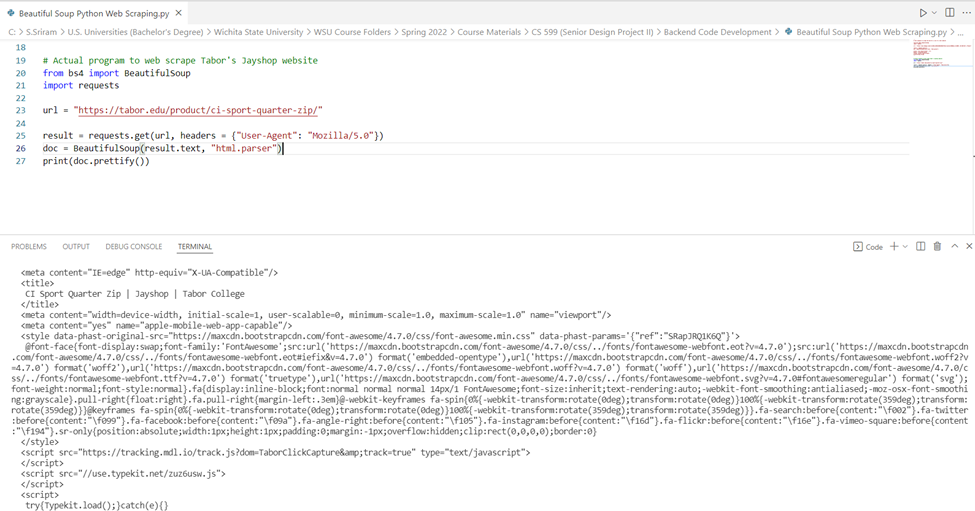 Beautiful Soup Python Web Scraping.py
C: > S.Sriram > U.S. Universities (Bachelor's Degree) > Wichita State University > WSU Course Folders > Spring 2022 > Course Materials > CS 599 (Senior Design Project II) > Backend Code Development > Beautiful Soup Python Web Scraping.py > ...
18
19 # Actual program to web scrape Tabor's Jayshop website
20 from bs4 import BeautifulSoup
21 import requests
22
23 url = "https://tabor.edu/product/ci-sport-quarter-zip/"
24
25 result = requests.get(url, headers = {"User-Agent": "Mozilla/5.0"})
26 doc = BeautifulSoup(result.text, "html.parser")
27 print(doc.prettify())
PROBLEMS OUTPUT DEBUG CONSOLE TERMINAL Code
<meta content="IE=edge" http-equiv="X-UA-Compatible"/>
<title>
CI Sport Quarter Zip | Jayshop | Tabor College
</title>
<meta content="width=device-width, initial-scale=1, user-scalable=0, minimum-scale=1.0, maximum-scale=1.0" name="viewport"/>
<meta content="yes" name="apple-mobile-web-app-capable"/>
<style data-phast-original-src="https://maxcdn.bootstrapcdn.com/font-awesome/4.7.0/css/font-awesome.min.css" data-phast-params='{"ref":"SRapJRQ1K6Q"}'>
@font-face{font-display:swap;font-family:'FontAwesome';src:url('https://maxcdn.bootstrapcdn.com/font-awesome/4.7.0/css/../fonts/fontawesome-webfont.eot?v=4.7.0');src:url('https://maxcdn.bootstrapcdn
.com/font-awesome/4.7.0/css/../fonts/fontawesome-webfont.eot#iefix&v=4.7.0') format('embedded-opentype'),url('https://maxcdn.bootstrapcdn.com/font-awesome/4.7.0/css/../fonts/fontawesome-webfont.woff2?v
=4.7.0') format('woff2'),url('https://maxcdn.bootstrapcdn.com/font-awesome/4.7.0/css/../fonts/fontawesome-webfont.woff?v=4.7.0') format('woff'),url('https://maxcdn.bootstrapcdn.com/font-awesome/4.7.0/c
ss/../fonts/fontawesome-webfont.ttf?v=4.7.0') format('truetype'),url('https://maxcdn.bootstrapcdn.com/font-awesome/4.7.0/css/../fonts/fontawesome-webfont.svg?v=4.7.0#fontawesomeregular') format('svg');
font-weight:normal;font-style:normal}.fa{display:inline-block;font:normal normal normal 14px/1 FontAwesome;font-size:inherit;text-rendering:auto;-webkit-font-smoothing:antialiased;-moz-osx-font-smoothi
ng:grayscale}.pull-right{float:right}.fa.pull-right{margin-left:.3em}@-webkit-keyframes fa-spin{0%{-webkit-transform:rotate(0deg);transform:rotate(0deg)}100%{-webkit-transform:rotate(359deg);transform:
rotate(359deg)}}@keyframes fa-spin{0%{-webkit-transform:rotate(0deg);transform:rotate(0deg)}100%{-webkit-transform:rotate(359deg);transform:rotate(359deg)}}.fa-search:before{content:"\f002"}.fa-twitter
:before{content:"\f099"}.fa-facebook:before{content:"\f09a"}.fa-angle-right:before{content:"\f105"}.fa-instagram:before{content:"\f16d"}.fa-flickr:before{content:"\f16e"}.fa-vimeo-square:before{content
:"\f194"}.sr-only{position:absolute;width:1px;height:1px;padding:0;margin:-1px;overflow:hidden;clip:rect(0,0,0,0);border:0}
</style>
<script src="https://tracking.mdl.io/track.js?dom=TaborClickCapture&amp;track=true" type="text/javascript">
</script>
<script src="//use.typekit.net/zuz6usw.js">
</script>
<script>
try{Typekit.load();}catch(e){}